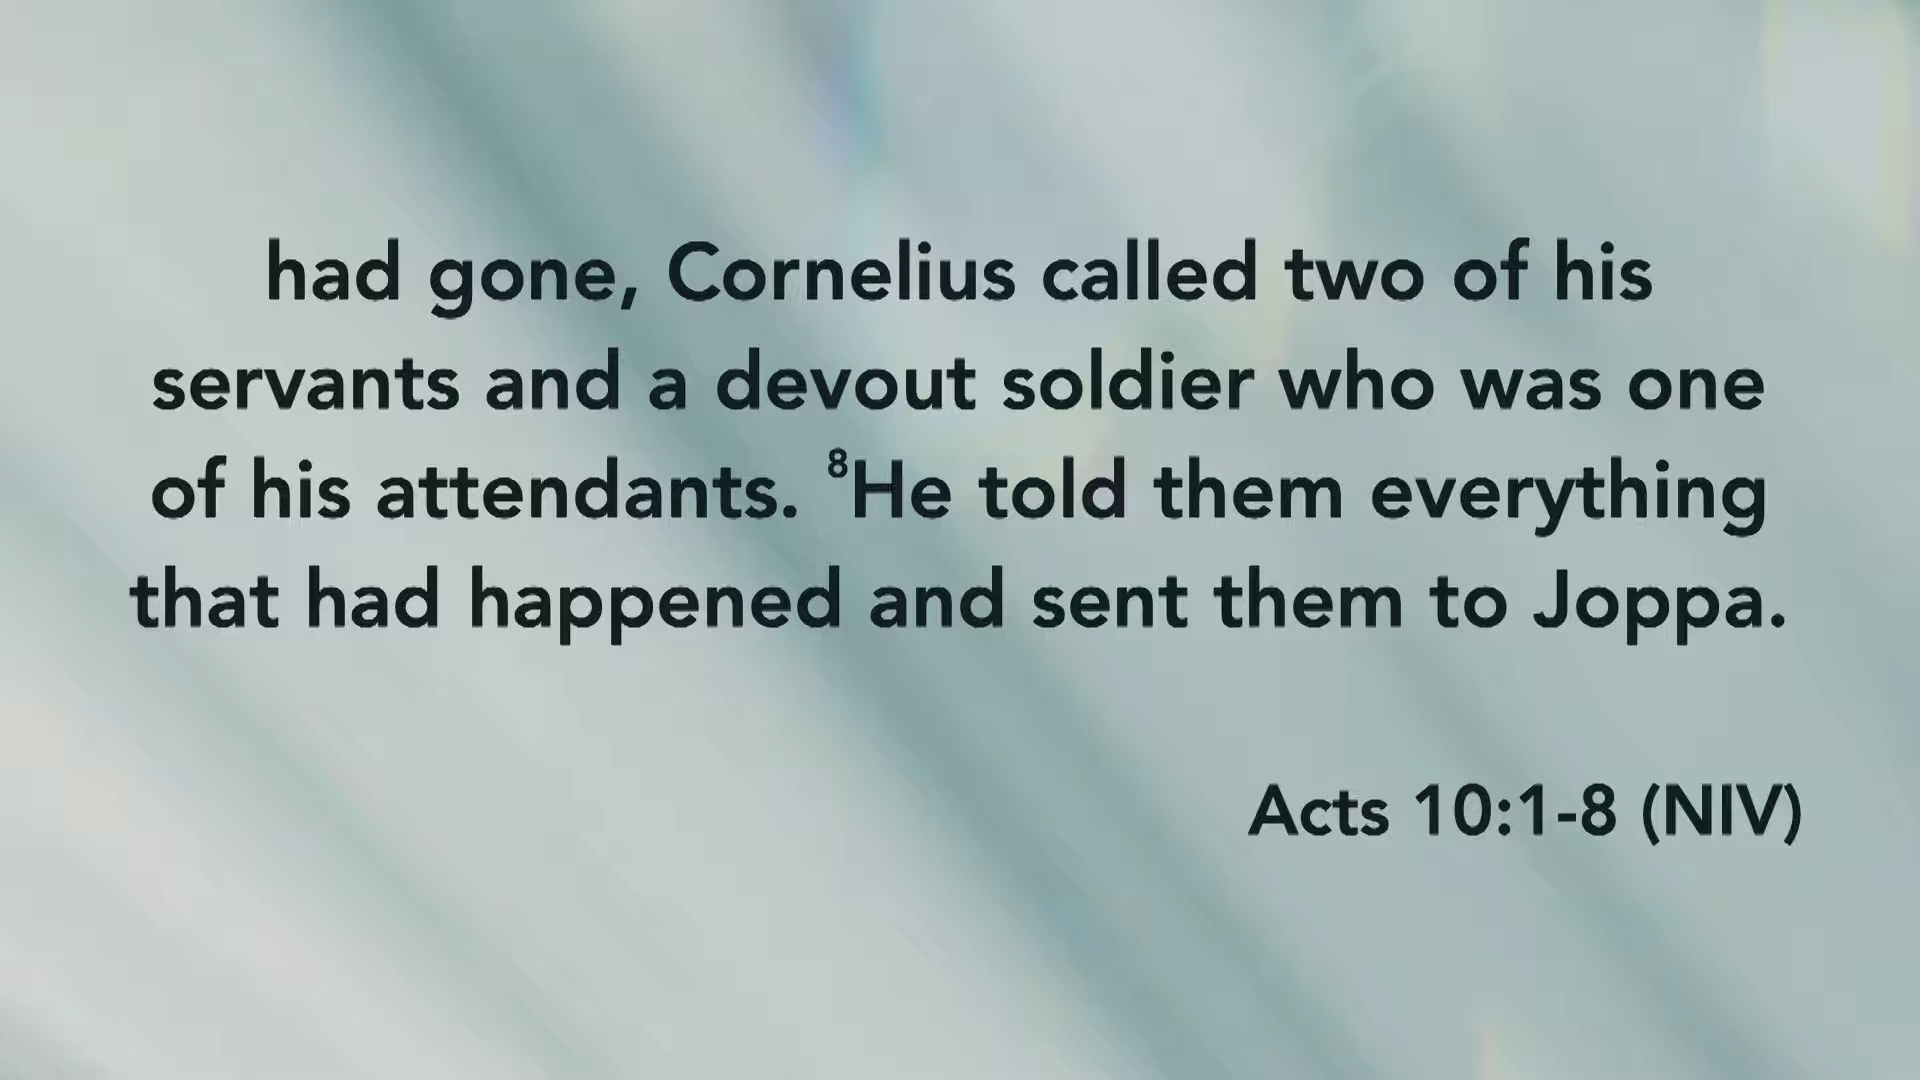 had gone, Cornelius called two of his
servants and a devout soldier who was one
of his attendants. ⁸He told them everything
that had happened and sent them to Joppa.
Acts 10:1-8 (NIV)